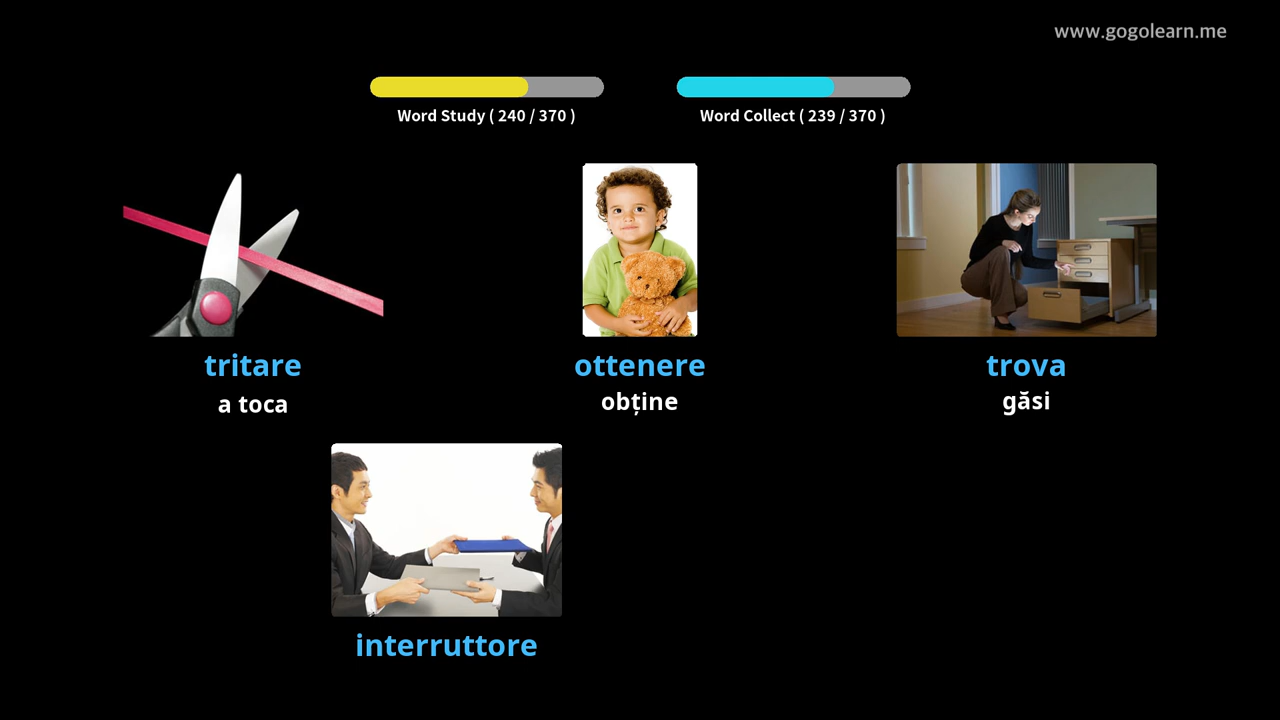 www.gogolearn.me
Word Study ( 240 / 370 )
Word Collect ( 239 / 370 )
tritare
a toca
ottenere
obține
trova
găsi
interruttore